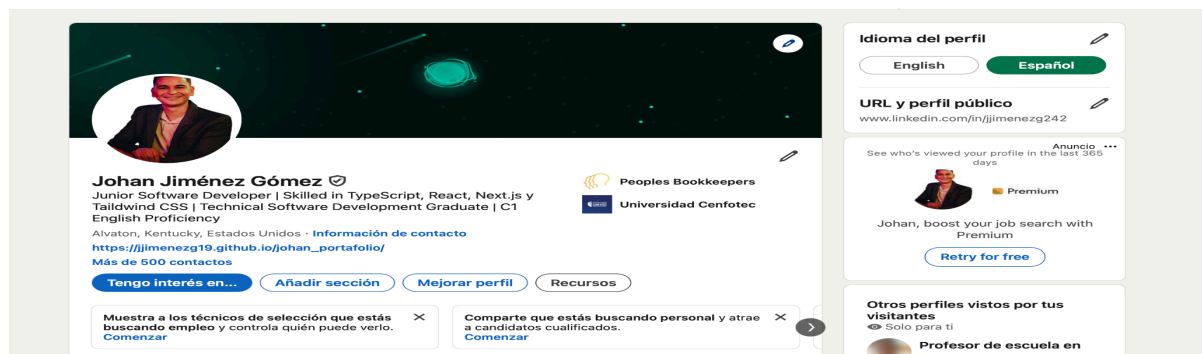 Johan Jiménez Gómez
Junior Software Developer | Skilled in TypeScript, React, Next.js y
Taildwind CSS | Technical Software Development Graduate | C1
English Proficiency
Peoples Bookkeepers
Universidad Cenfotec
Alvaton, Kentucky, Estados Unidos · Información de contacto
https://jjimenezg19.github.io/johan_portafolio/
Más de 500 contactos
Tengo interés en...
Añadir sección
Mejorar perfil
Recursos
Muestra a los técnicos de selección que estás
buscando empleo y controla quién puede verlo.
Comenzar
Comparte que estás buscando personal y atrae
a candidatos cualificados.
Comenzar
Idioma del perfil
English
Español
URL y perfil público
www.linkedin.com/in/jjimenezg242
Anuncio
See who's viewed your profile in the last 365
days
Premium
Johan, boost your job search with
Premium
Retry for free
Otros perfiles vistos por tus
visitantes
Solo para ti
Profesor de escuela en